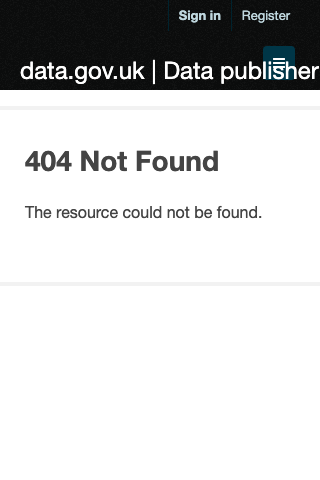 Sign in Register
data.gov.uk | Data publisher
404 Not Found
The resource could not be found.